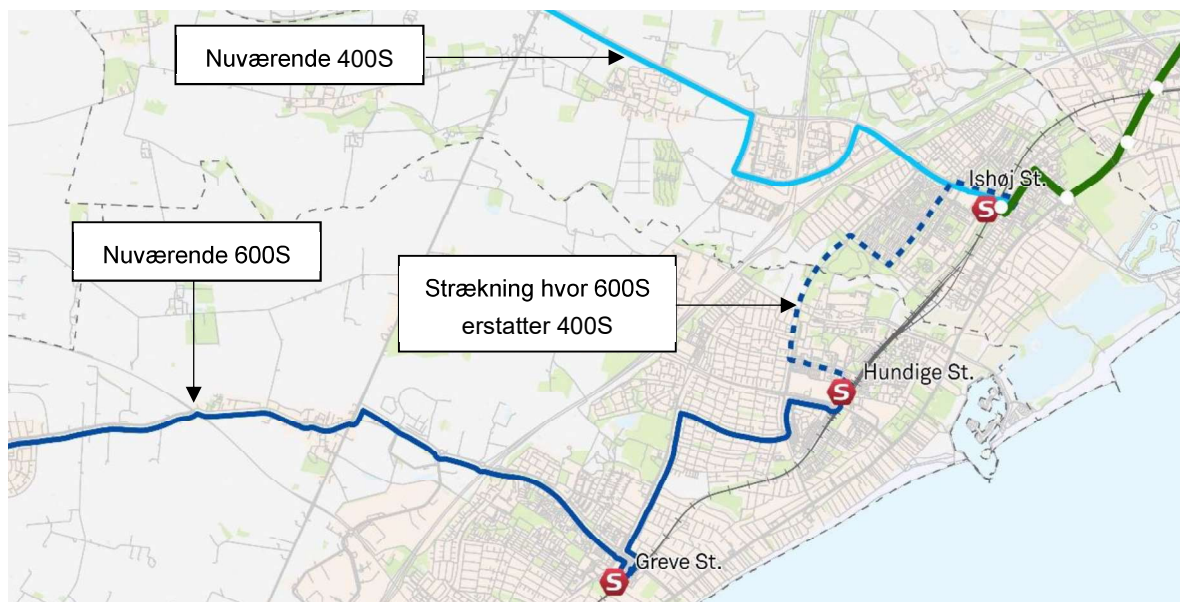 Nuværende 400S
Ishøj St.
S
Nuværende 600S
Strækning hvor 600S
erstatter 400S
Hundige St.
S
Greve St.
S